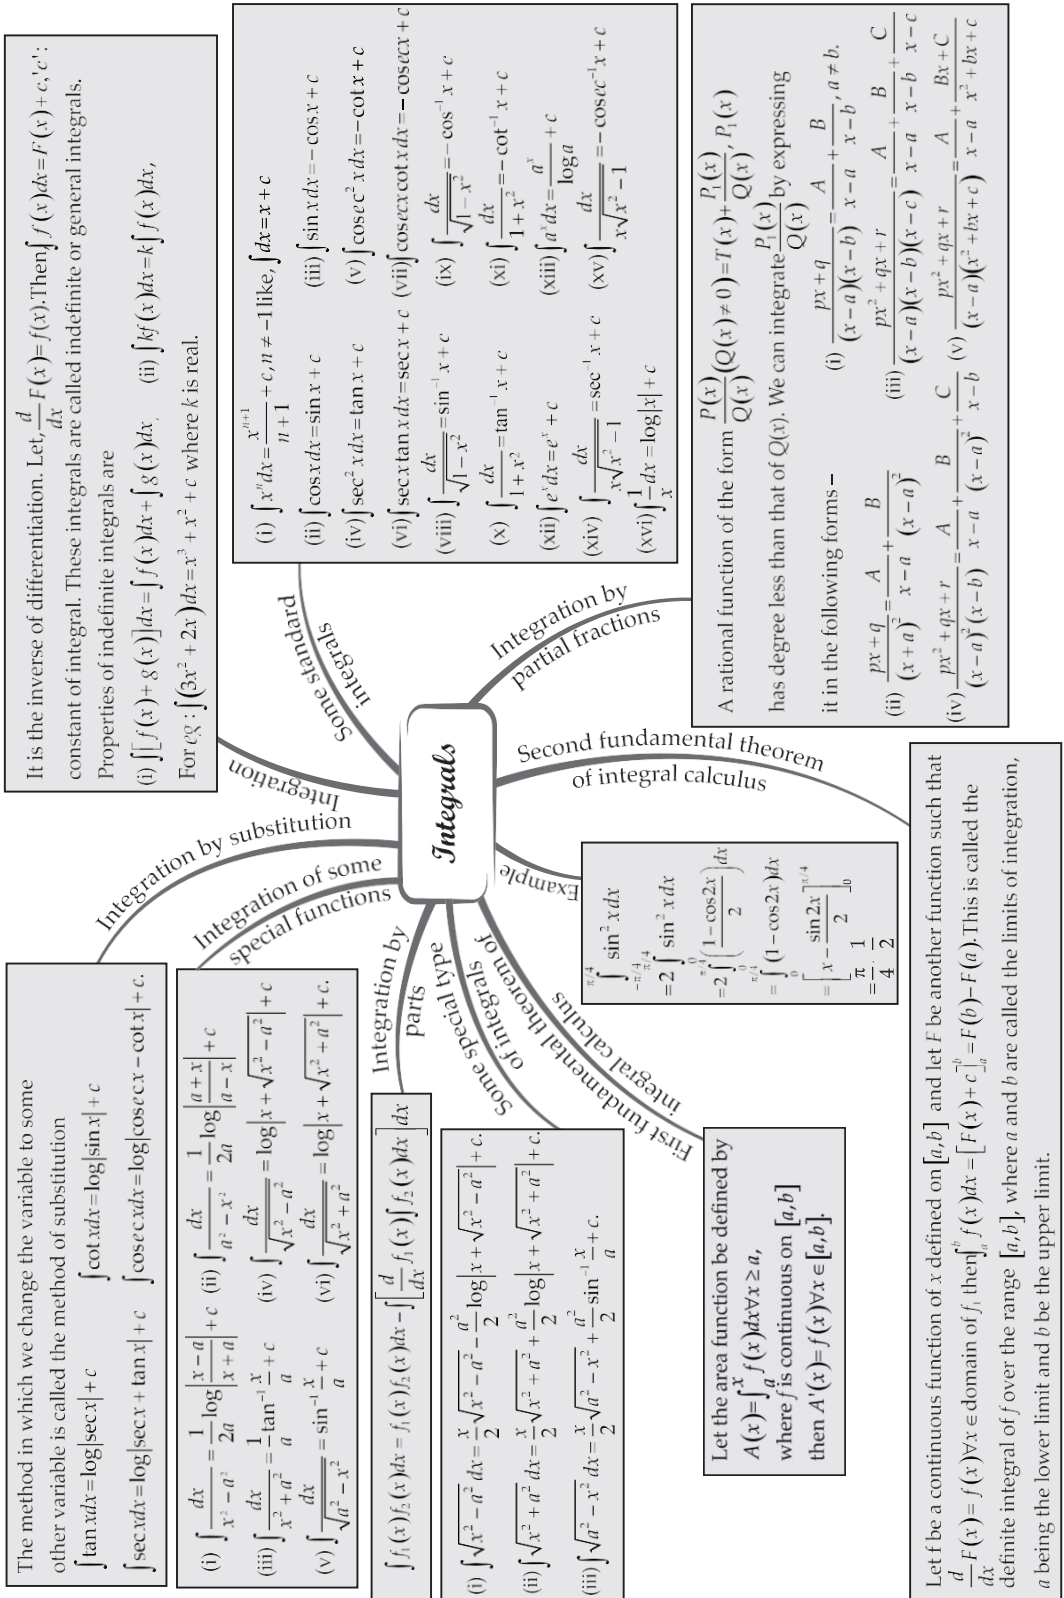 Integrals
Integration
It is the inverse of differentiation. Let, d/dx F(x) = f(x). Then, ∫ f(x)dx = F(x) + c, 'c':
constant of integral. These integrals are called indefinite or general integrals.
Properties of indefinite integrals are
(i) ∫[f(x) + g(x)]dx = ∫ f(x)dx + ∫ g(x)dx, (ii) ∫ kf(x)dx = k∫ f(x)dx,
For eg : ∫(3x² + 2x)dx = x³ + x² + c where k is real.
Some standard
integrals
(i) ∫ xⁿdx = xⁿ⁺¹/n+1 + c, n ≠ −1 like, ∫dx = x + c
(ii) ∫cos x dx = sin x + c (iii) ∫sin x dx = − cos x + c
(iv) ∫sec² x dx = tan x + c (v) ∫cosec² x dx = − cot x + c
(vi) ∫sec x tan x dx = sec x + c (vii) ∫cosec x cot x dx = − cosec x + c
(viii) ∫ dx/√(1−x²) = sin⁻¹ x + c (ix) ∫ dx/√(1−x²) = − cos⁻¹ x + c
(x) ∫ dx/1+x² = tan⁻¹ x + c (xi) ∫ dx/1+x² = − cot⁻¹ x + c
(xii) ∫eˣdx = eˣ + c (xiii) ∫aˣdx = aˣ/log a + c
(xiv) ∫ dx/x√(x²−1) = sec⁻¹ x + c (xv) ∫ dx/x√(x²−1) = − cosec⁻¹x + c
(xvi) ∫ 1/x dx = log|x| + c
Integration by
partial fractions
A rational function of the form P(x)/Q(x) (Q(x) ≠ 0) = T(x) + P₁(x)/Q(x), P₁(x)
has degree less than that of Q(x). We can integrate P₁(x)/Q(x) by expressing
it in the following forms –
(i) px+q/(x−a)(x−b) = A/x−a + B/x−b, a ≠ b.
(ii) px+q/(x+a)² = A/x−a + B/(x−a)²
(iii) px²+qx+r/(x−a)(x−b)(x−c) = A/x−a + B/x−b + C/x−c
(iv) px²+qx+r/(x−a)²(x−b) = A/x−a + B/(x−a)² + C/x−b
(v) px²+qx+r/(x−a)(x²+bx+c) = A/x−a + Bx+C/x²+bx+c
Second fundamental theorem
of integral calculus
Let f be a continuous function of x defined on [a,b] and let F be another function such that
d/dx F(x) = f(x)∀x ∈ domain of f, then ∫ₐᵇ f(x)dx = [F(x) + c]ₐᵇ = F(b) − F(a). This is called the
definite integral of f over the range [a,b], where a and b are called the limits of integration,
a being the lower limit and b be the upper limit.
Example
∫_{−π/4}^{π/4} sin² x dx
= 2 ∫₀^{π/4} sin² x dx
= 2 ∫₀^{π/4} (1−cos2x/2) dx
= ∫₀^{π/4} (1−cos2x)dx
= [x − sin2x/2]₀^{π/4}
= π/4 · 1/2
First fundamental theorem of
integral calculus
Let the area function be defined by
A(x) = ∫ₐˣ f(x)dx∀x ≥ a,
where f is continuous on [a,b]
then A'(x) = f(x)∀x ∈ [a,b].
Some special type
of integrals
(i) ∫√(x²−a²) dx = x/2 √(x²−a²) − a²/2 log|x+√(x²−a²)| + c.
(ii) ∫√(x²+a²) dx = x/2 √(x²+a²) + a²/2 log|x+√(x²+a²)| + c.
(iii) ∫√(a²−x²) dx = x/2 √(a²−x²) + a²/2 sin⁻¹ x/a + c.
Integration by
parts
∫f₁(x)f₂(x)dx = f₁(x)∫f₂(x)dx − ∫[d/dx f₁(x)∫f₂(x)dx]dx
Integration of some
special functions
(i) ∫ dx/x²−a² = 1/2a log|x−a/x+a| + c (ii) ∫ dx/a²−x² = 1/2a log|a+x/a−x| + c
(iii) ∫ dx/x²+a² = 1/a tan⁻¹ x/a + c (iv) ∫ dx/√(x²−a²) = log|x+√(x²−a²)| + c
(v) ∫ dx/√(a²−x²) = sin⁻¹ x/a + c (vi) ∫ dx/√(x²+a²) = log|x+√(x²+a²)| + c.
Integration by substitution
The method in which we change the variable to some
other variable is called the method of substitution
∫tan x dx = log|sec x| + c ∫cot x dx = log|sin x| + c
∫sec x dx = log|sec x + tan x| + c ∫cosec x dx = log|cosec x − cot x| + c.